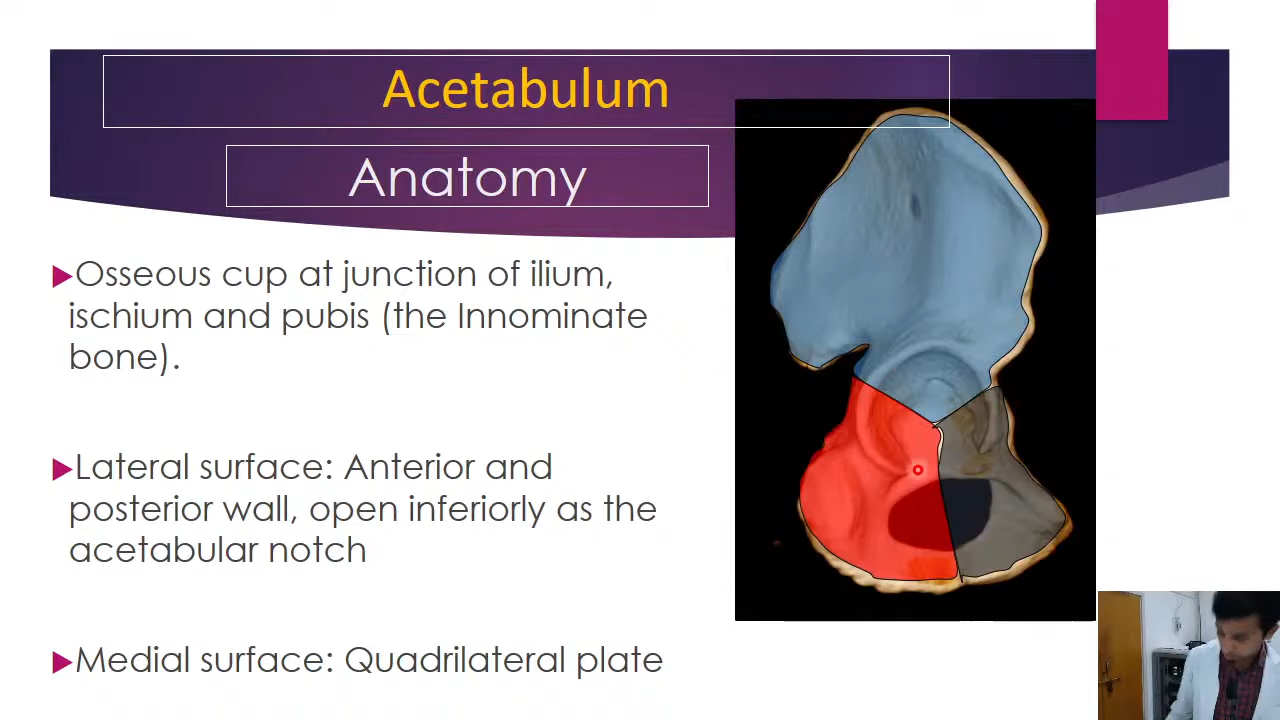 Acetabulum
Anatomy
Osseous cup at junction of ilium,
ischium and pubis (the Innominate
bone).
Lateral surface: Anterior and
posterior wall, open inferiorly as the
acetabular notch
Medial surface: Quadrilateral plate